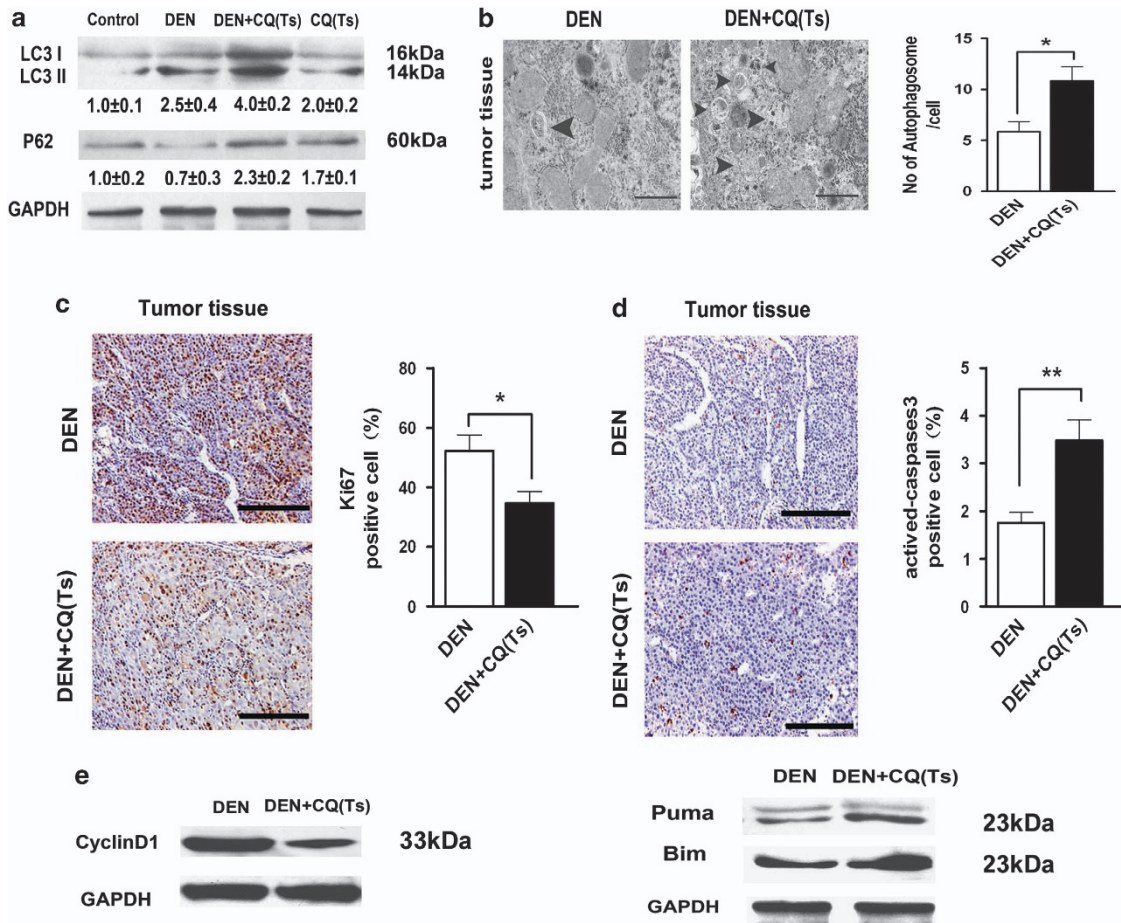 a
Control DEN DEN+CQ(Ts) CQ(Ts)
LC3 I 16kDa
LC3 II 14kDa
1.0±0.1 2.5±0.4 4.0±0.2 2.0±0.2
P62 60kDa
1.0±0.2 0.7±0.3 2.3±0.2 1.7±0.1
GAPDH
b
DEN DEN+CQ(Ts)
tumor tissue
No of Autophagosome
/cell
15
10
5
0
*
DEN
DEN+CQ(Ts)
c
Tumor tissue
DEN
DEN+CQ(Ts)
Ki67
positive cell (%)
80
60
40
20
0
*
DEN
DEN+CQ(Ts)
d
Tumor tissue
DEN
DEN+CQ(Ts)
actived-caspases3
positive cell (%)
5
4
3
2
1
0
**
DEN
DEN+CQ(Ts)
e
DEN DEN+CQ(Ts)
CyclinD1 33kDa
GAPDH
DEN DEN+CQ(Ts)
Puma 23kDa
Bim 23kDa
GAPDH